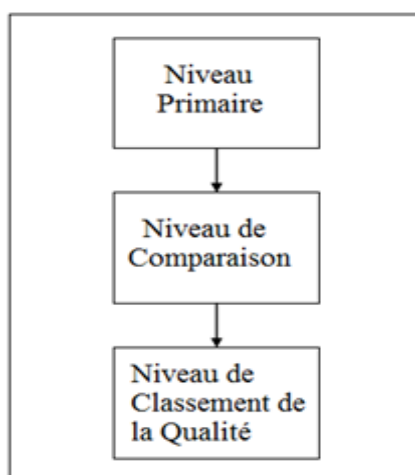 Niveau
Primaire
Niveau de
Comparaison
Niveau de
Classement de
la Qualité